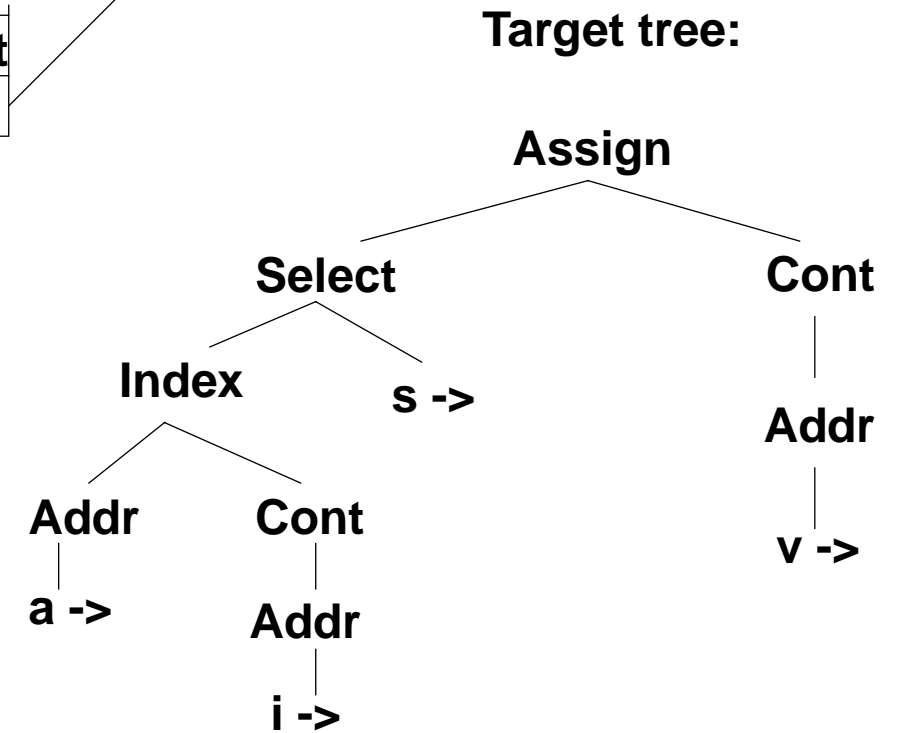 t
Target tree:
Assign
Select Cont
Index s ->
Addr
Addr Cont
v ->
a -> Addr
i ->